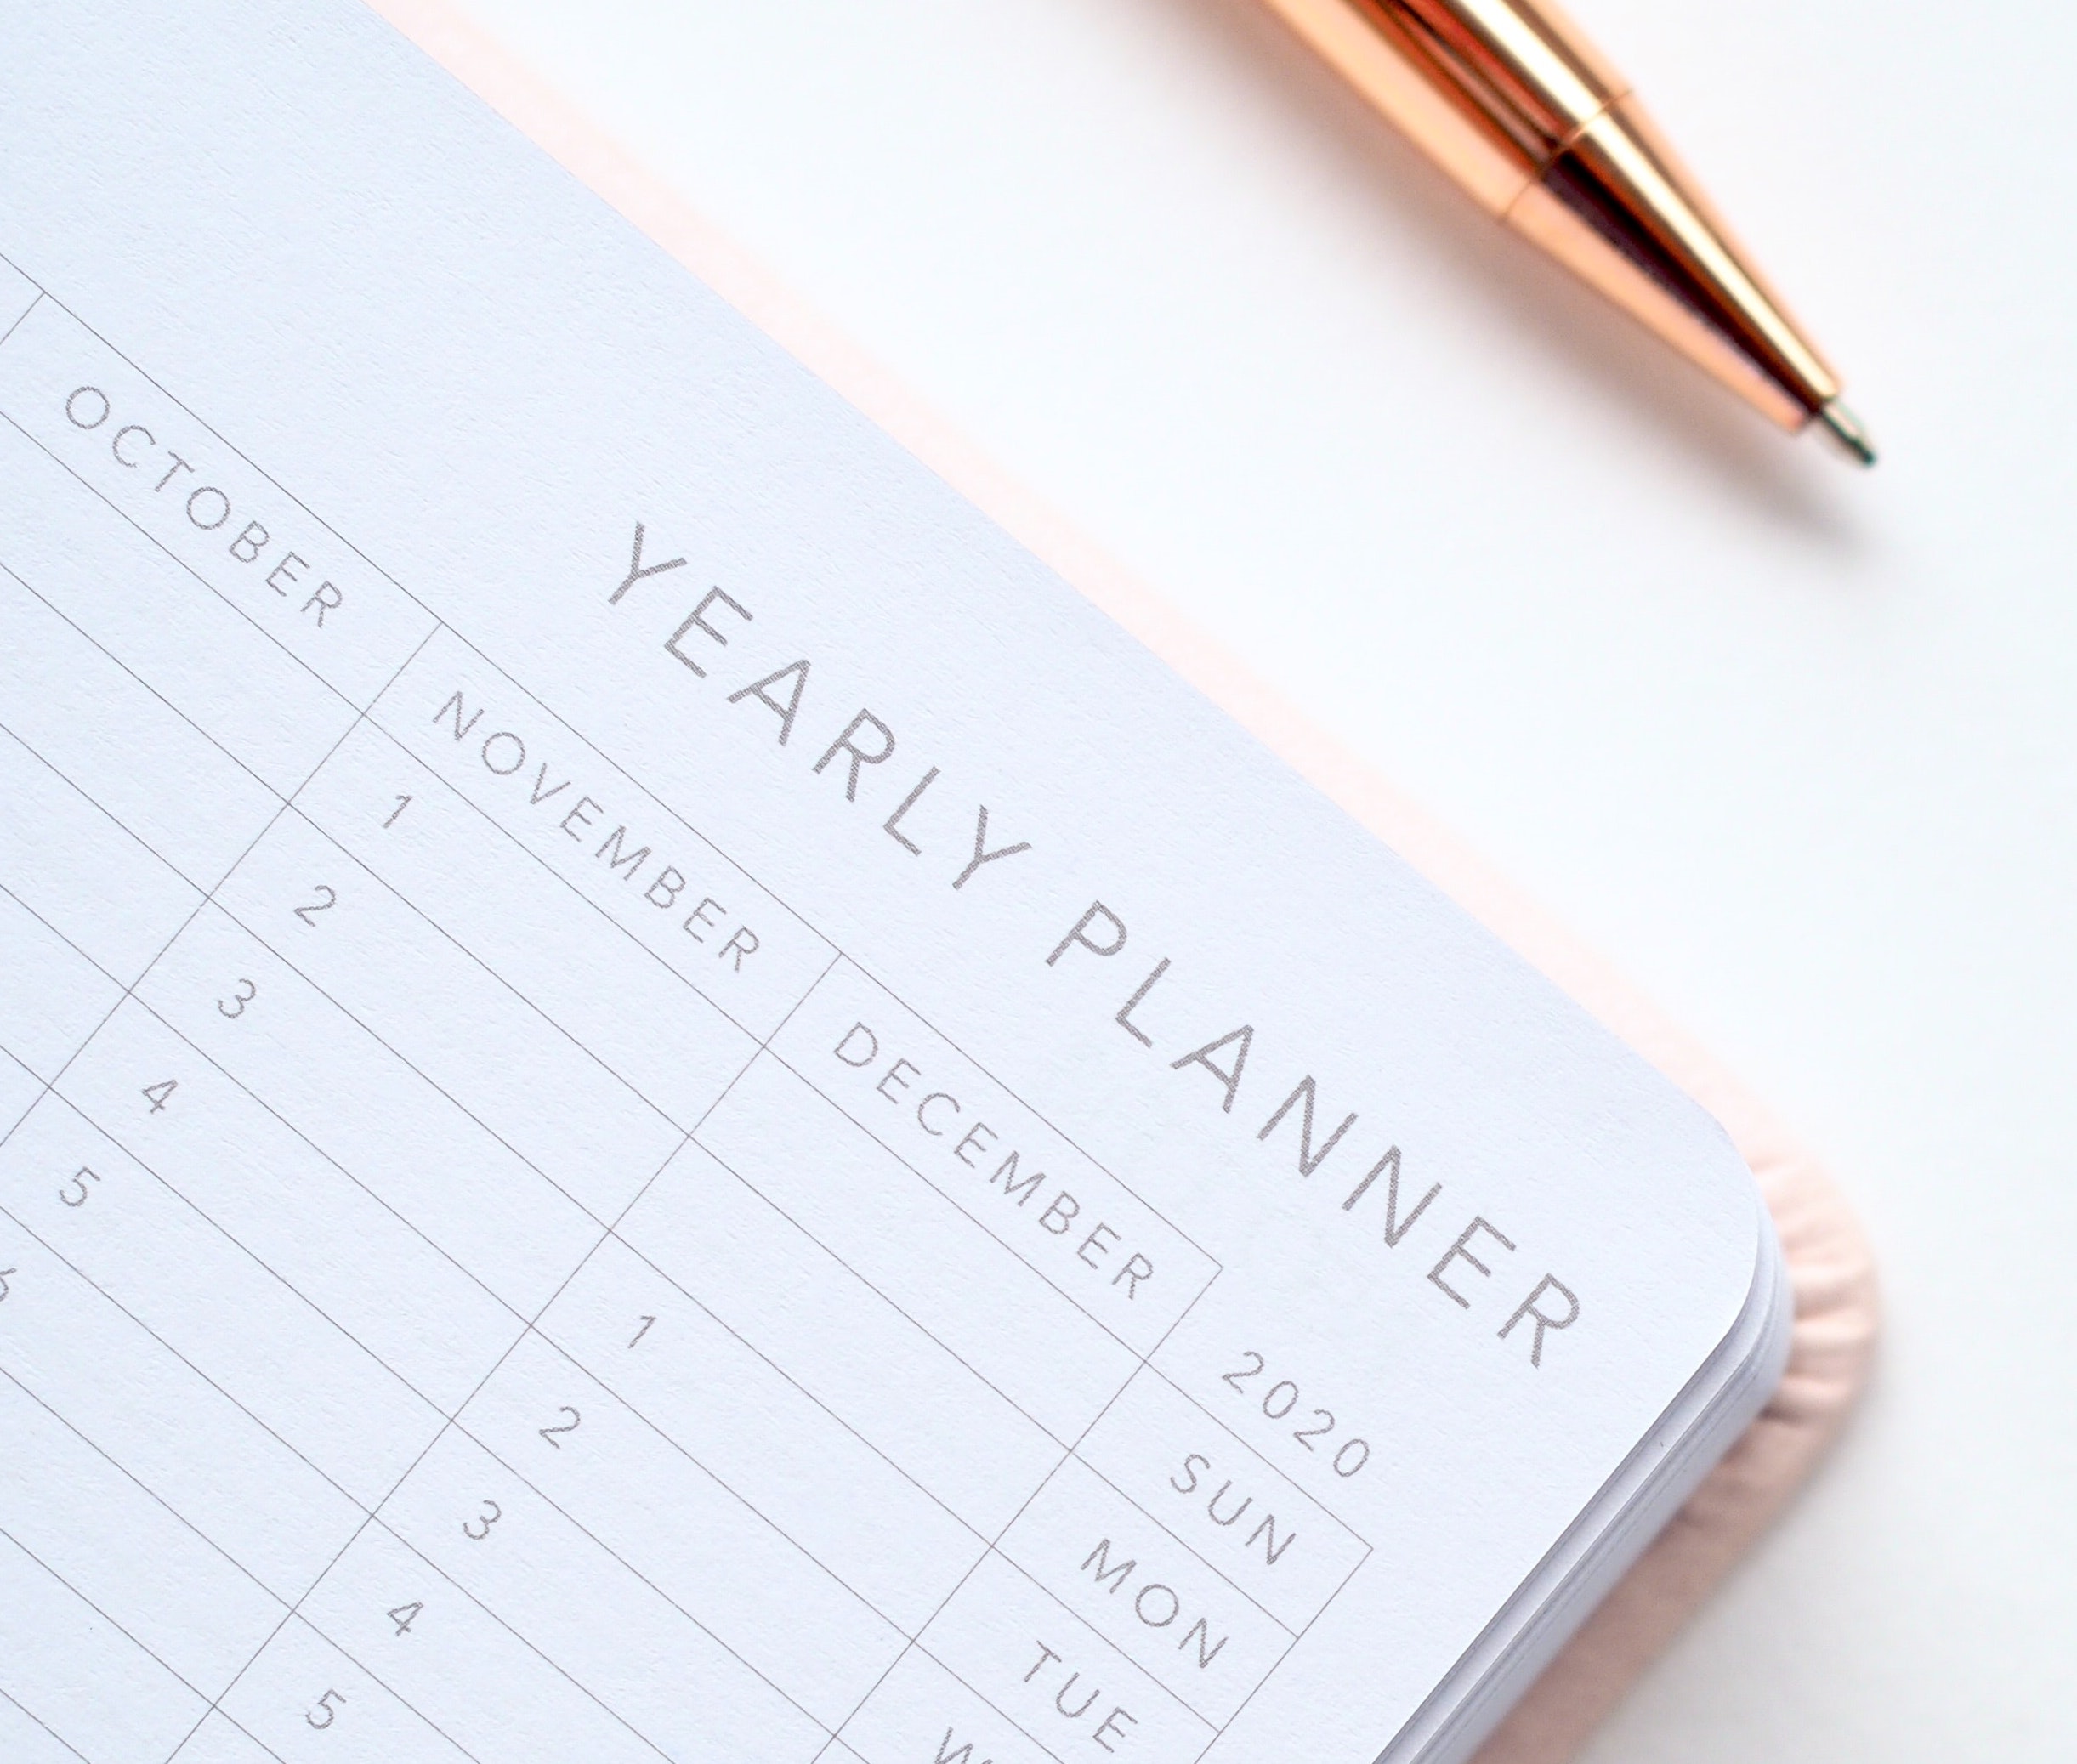 YEARLY PLANNER
OCTOBER NOVEMBER DECEMBER 2020
1 SUN
2 MON
3 1 TUE
4 2
5 3
4
5